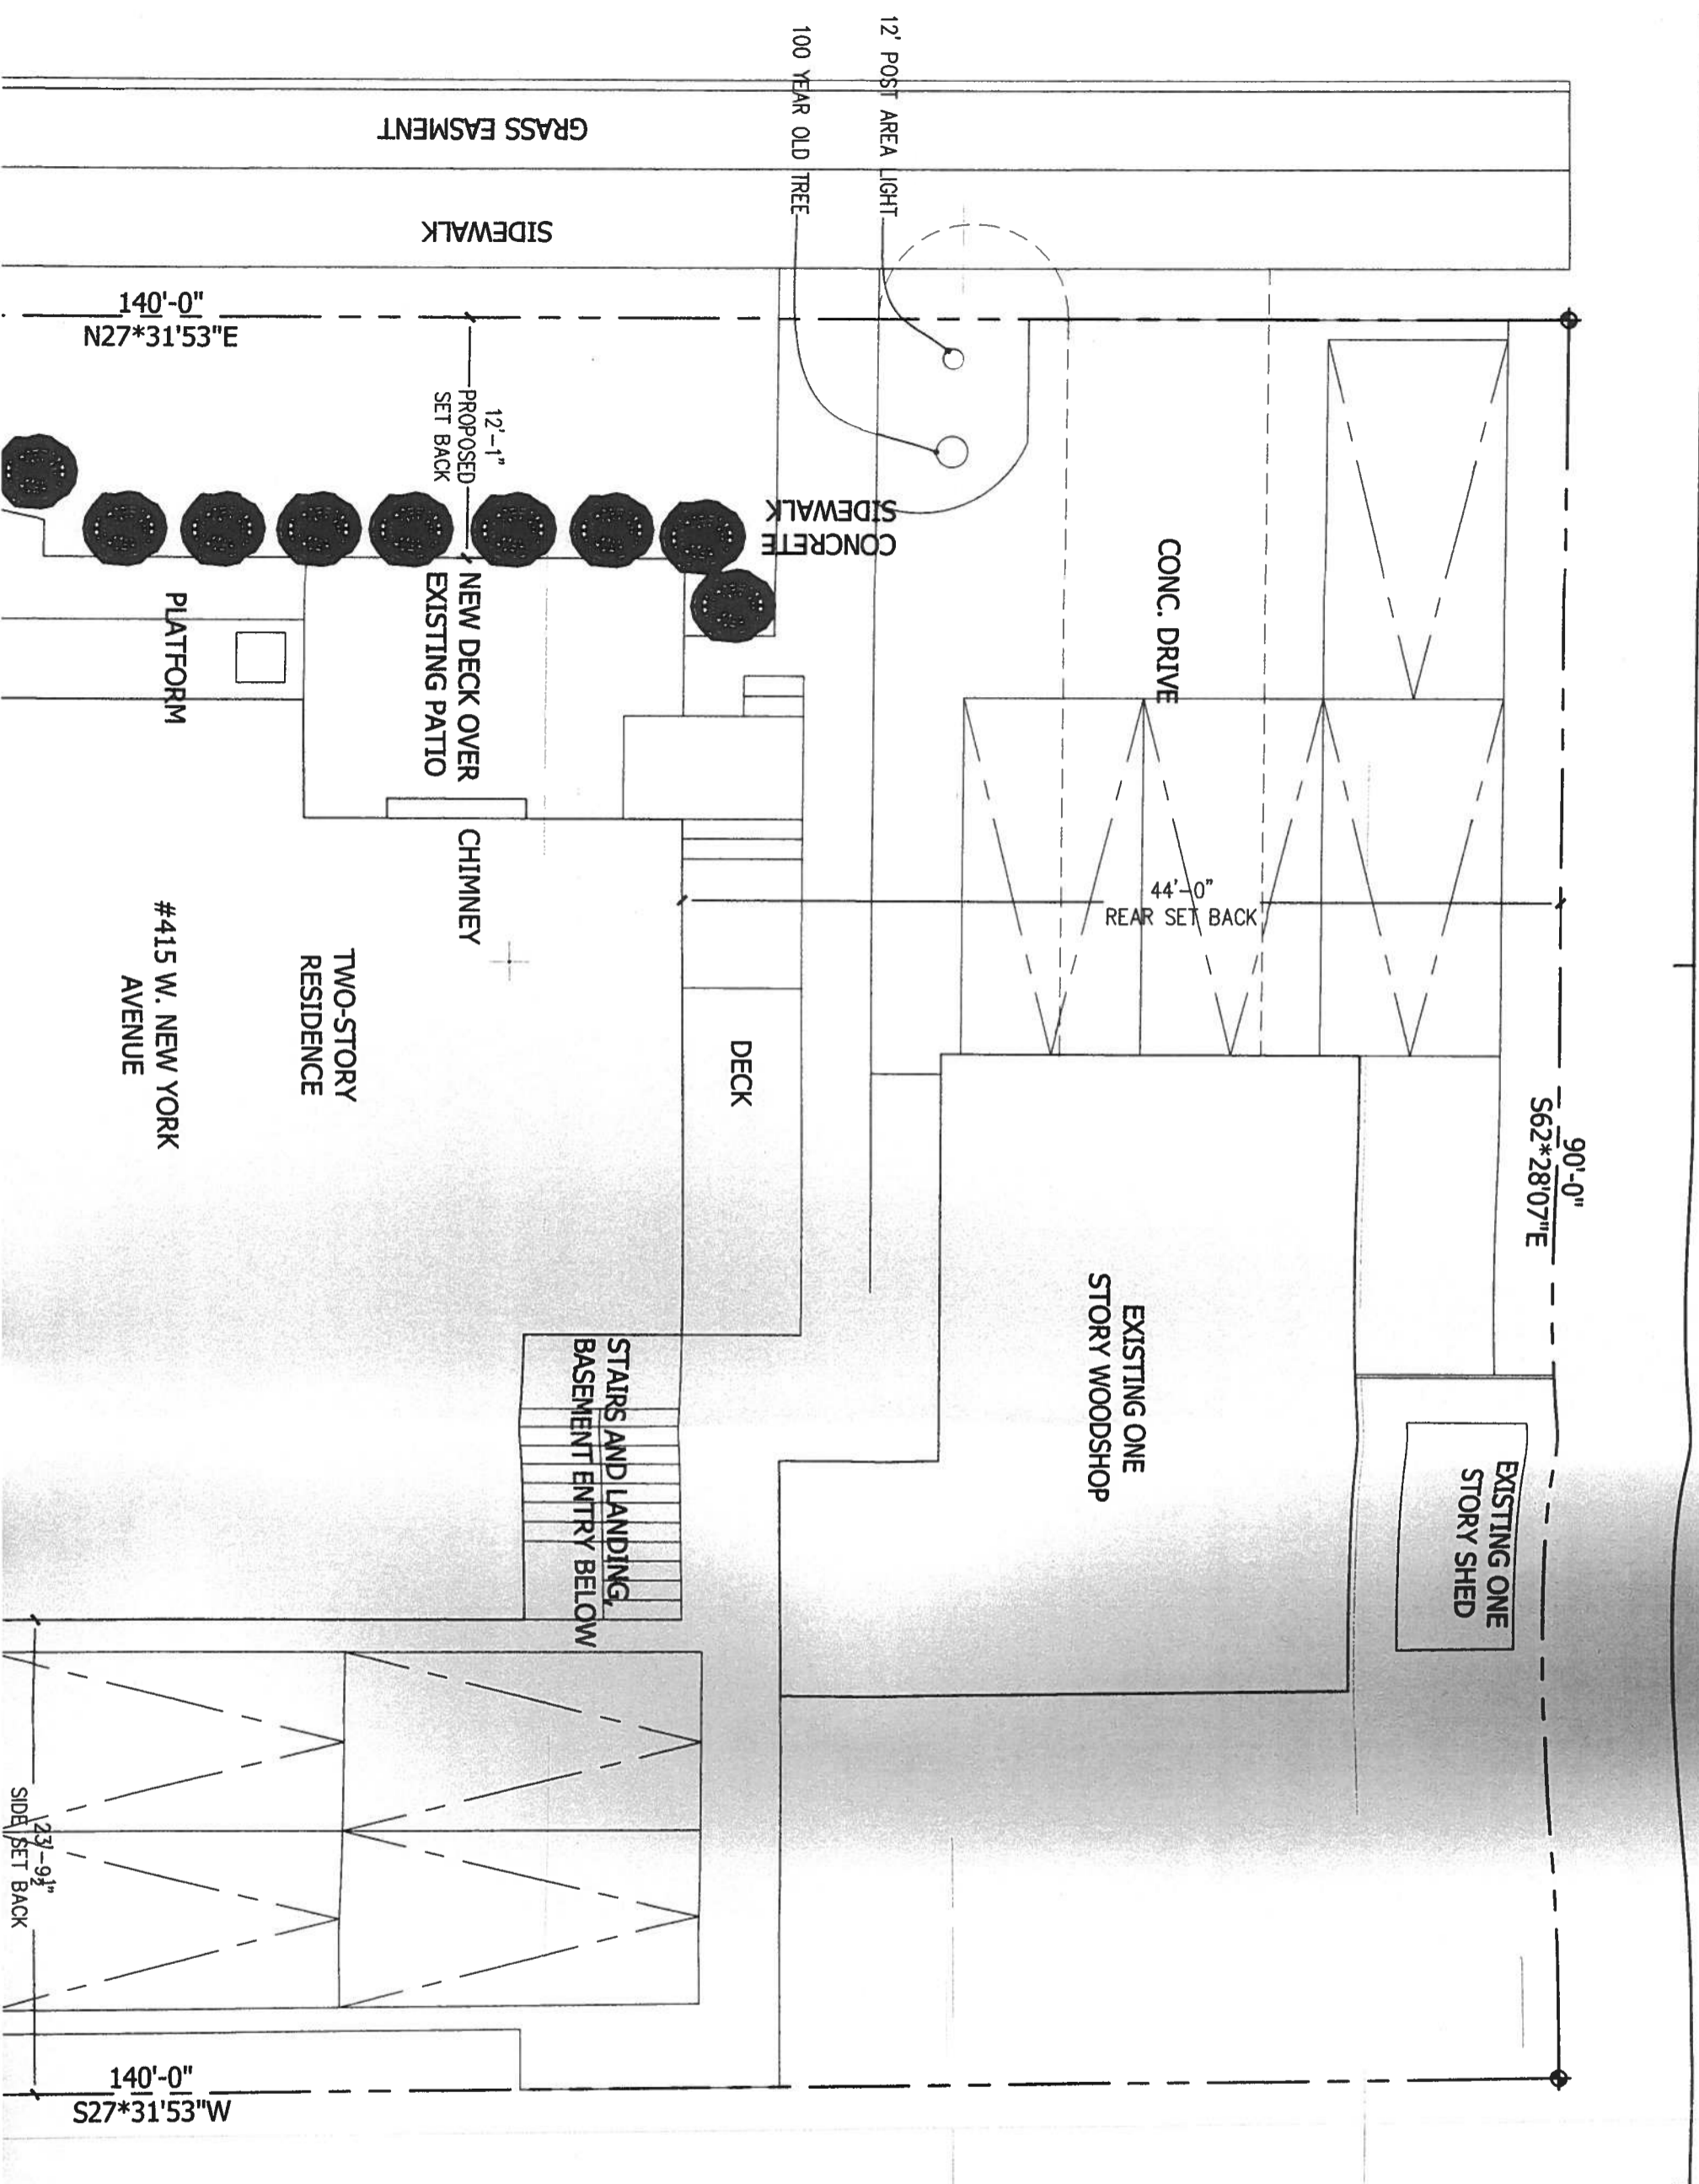 12' POST AREA LIGHT
100 YEAR OLD TREE
GRASS EASMENT
SIDEWALK
140'-0"
N27*31'53"E
12'-1"
PROPOSED
SET BACK
CONCRETE
SIDEWALK
CONC. DRIVE
NEW DECK OVER
EXISTING PATIO
PLATFORM
CHIMNEY
44'-0"
REAR SET BACK
90'-0"
S62*28'07"E
#415 W. NEW YORK
AVENUE
TWO-STORY
RESIDENCE
DECK
EXISTING ONE
STORY WOODSHOP
EXISTING ONE
STORY SHED
STAIRS AND LANDING,
BASEMENT ENTRY BELOW
23'-9½"
SIDE SET BACK
140'-0"
S27*31'53"W